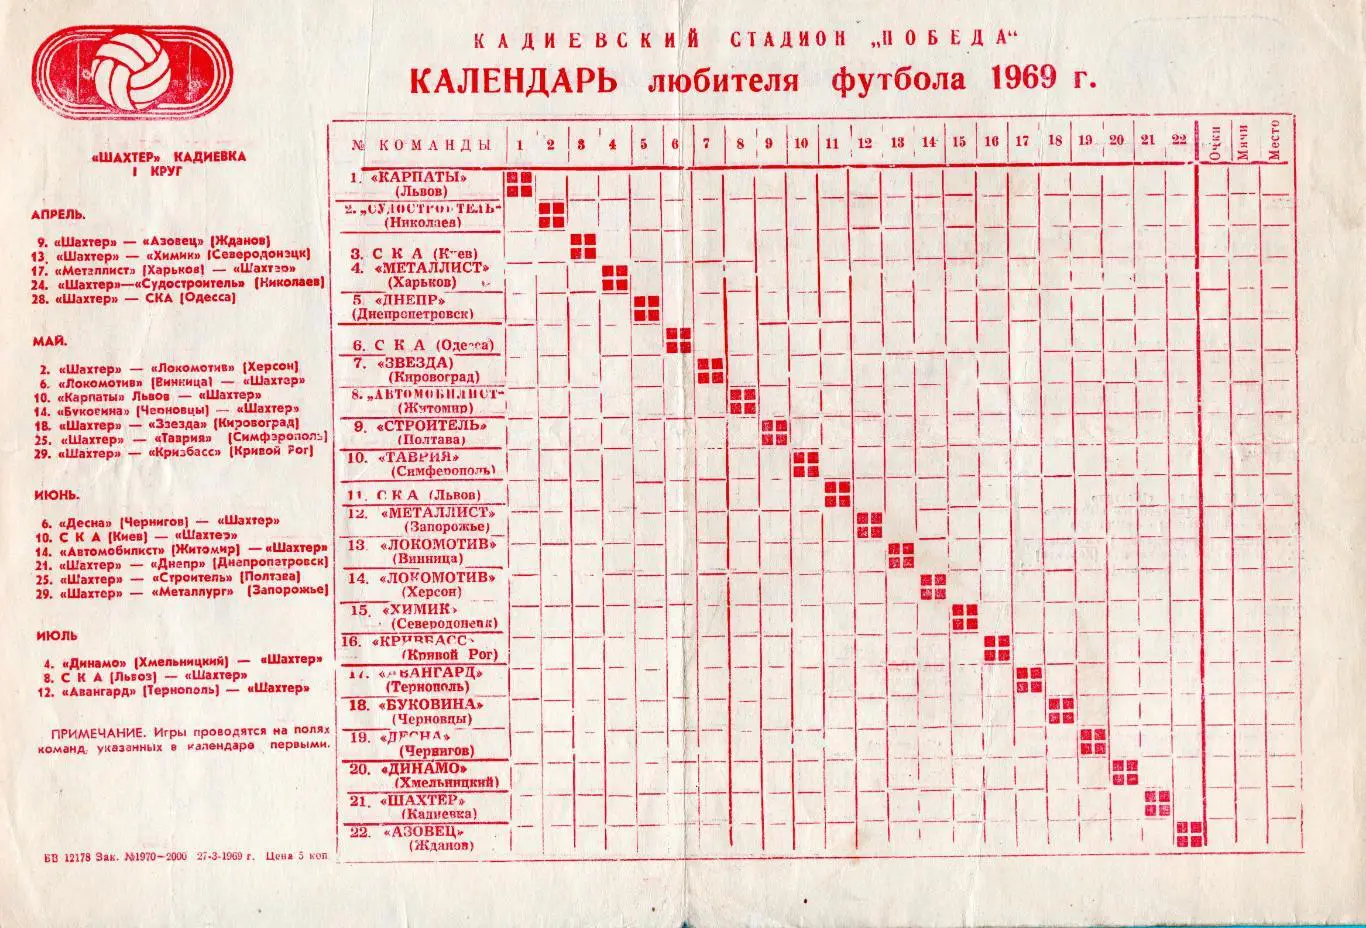 КАДИЕВСКИЙ СТАДИОН „ПОБЕДА“
КАЛЕНДАРЬ любителя футбола 1969 г.
«ШАХТЕР» КАДИЕВКА
I КРУГ
АПРЕЛЬ.
9. «Шахтер» — «Азовец» (Жданов)
13. «Шахтер» — «Химик» (Северодонэцк)
17. «Металлист» (Харьков) — «Шахтэр»
24. «Шахтер»—«Судостроитель» (Николаев)
28. «Шахтер» — СКА (Одесса)
МАЙ.
2. «Шахтер» — «Локомотив» (Херсон)
6. «Локомотив» (Винница) — «Шахтер»
10. «Карпаты» Львов — «Шахтер»
14. «Буковина» (Черновцы) — «Шахтер»
18. «Шахтер» — «Звезда» (Кировоград)
25. «Шахтер» — «Таврия» (Симферополь)
29. «Шахтер» — «Кривбасс» (Кривой Рог)
ИЮНЬ.
6. «Десна» (Чернигов) — «Шахтер»
10. С К А (Киев) — «Шахтер»
14. «Автомобилист» (Житомир) — «Шахтер»
21. «Шахтер» — «Днепр» (Днепропетровск)
25. «Шахтер» — «Строитель» (Полтава)
29. «Шахтер» — «Металлург» (Запорожье)
ИЮЛЬ
4. «Динамо» (Хмельницкий) — «Шахтер»
8. С К А (Львов) — «Шахтер»
12. «Авангард» (Тернополь) — «Шахтер»
ПРИМЕЧАНИЕ. Игры проводятся на полях
команд, указанных в календаре первыми.
БВ 12178 Зак. №1970—2000 27-3-1969 г. Цена 5 коп
№ КОМАНДЫ 1 2 3 4 5 6 7 8 9 10 11 12 13 14 15 16 17 18 19 20 21 22 Очки Мячи Место
1. «КАРПАТЫ»
(Львов)
2. „СУДОСТРОИТЕЛЬ“
(Николаев)
3. С К А (Киев)
4. «МЕТАЛЛИСТ»
(Харьков)
5. «ДНЕПР»
(Днепропетровск)
6. С К А (Одесса)
7. «ЗВЕЗДА)
(Кировоград)
8. „АВТОМОБИЛИСТ“
(Житомир)
9. «СТРОИТЕЛЬ»
(Полтава)
10. «ТАВРИЯ»
(Симферополь)
11. С К А (Львов)
12. «МЕТАЛЛИСТ»
(Запорожье)
13. «ЛОКОМОТИВ»
(Винница)
14. «ЛОКОМОТИВ»
(Херсон)
15. «ХИМИК»
(Северодонецк)
16. «КРИВБАСС»
(Кривой Рог)
17. «АВАНГАРД»
(Тернополь)
18. «БУКОВИНА»
(Черновцы)
19. «ДЕСНА»
(Чернигов)
20. «ДИНАМО»
(Хмельницкий)
21. «ШАХТЕР»
(Кадиевка)
22. «АЗОВЕЦ»
(Жданов)